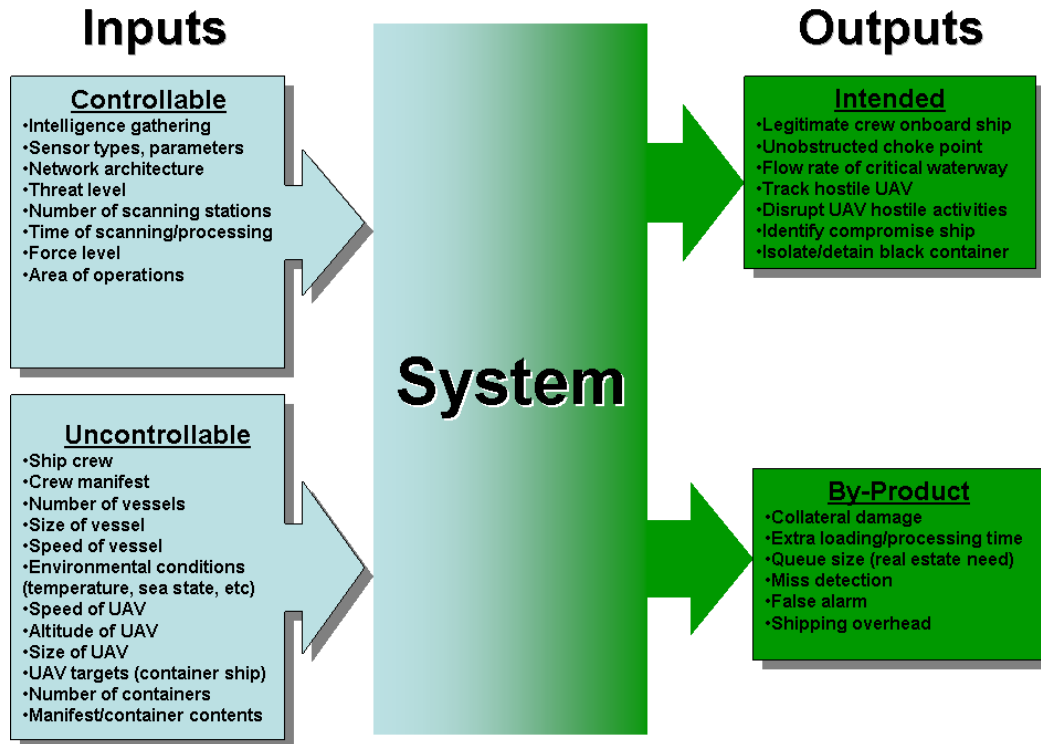 Inputs
Outputs
Controllable
•Intelligence gathering
•Sensor types, parameters
•Network architecture
•Threat level
•Number of scanning stations
•Time of scanning/processing
•Force level
•Area of operations
Uncontrollable
•Ship crew
•Crew manifest
•Number of vessels
•Size of vessel
•Speed of vessel
•Environmental conditions
(temperature, sea state, etc)
•Speed of UAV
•Altitude of UAV
•Size of UAV
•UAV targets (container ship)
•Number of containers
•Manifest/container contents
System
Intended
•Legitimate crew onboard ship
•Unobstructed choke point
•Flow rate of critical waterway
•Track hostile UAV
•Disrupt UAV hostile activities
•Identify compromise ship
•Isolate/detain black container
By-Product
•Collateral damage
•Extra loading/processing time
•Queue size (real estate need)
•Miss detection
•False alarm
•Shipping overhead